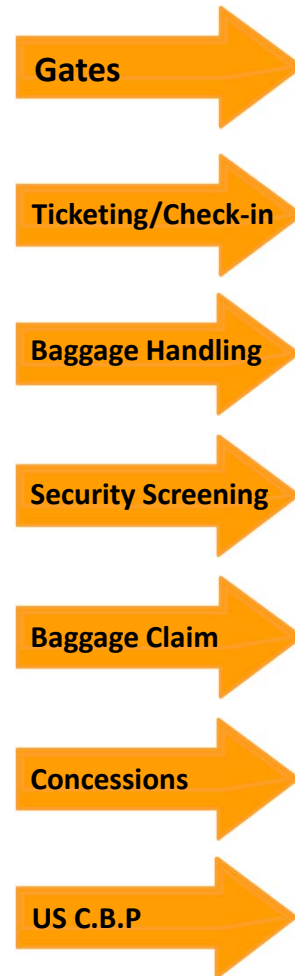 Gates
Ticketing/Check-in
Baggage Handling
Security Screening
Baggage Claim
Concessions
US C.B.P